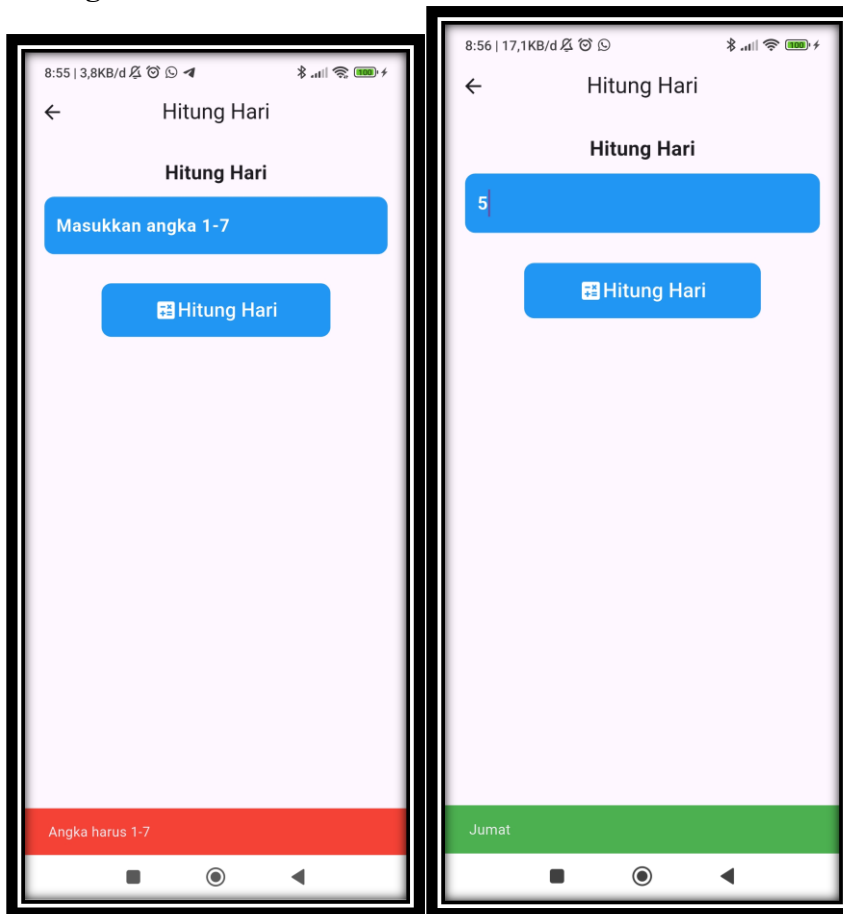 8:55 | 3,8KB/d
Hitung Hari
Hitung Hari
Masukkan angka 1-7
Hitung Hari
Angka harus 1-7
8:56 | 17,1KB/d
100
Hitung Hari
Hitung Hari
5
Hitung Hari
Jumat